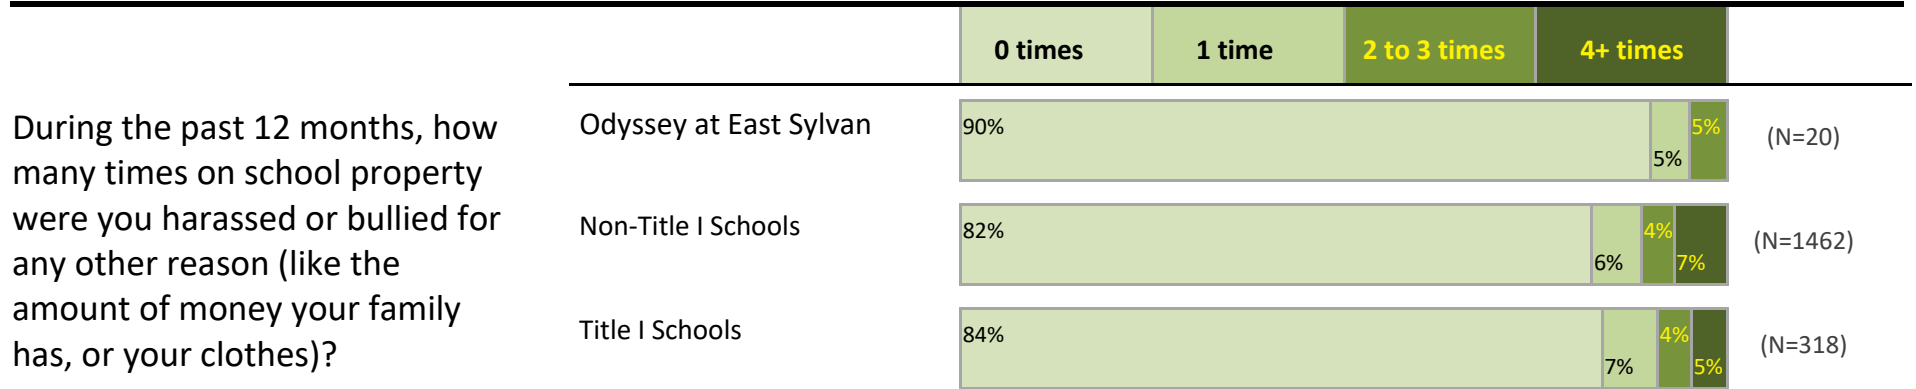 0 times 1 time 2 to 3 times 4+ times
During the past 12 months, how
many times on school property
were you harassed or bullied for
any other reason (like the
amount of money your family
has, or your clothes)?
Odyssey at East Sylvan 90% 5% 5% (N=20)
Non-Title I Schools 82% 6% 4% 7% (N=1462)
Title I Schools 84% 7% 4% 5% (N=318)